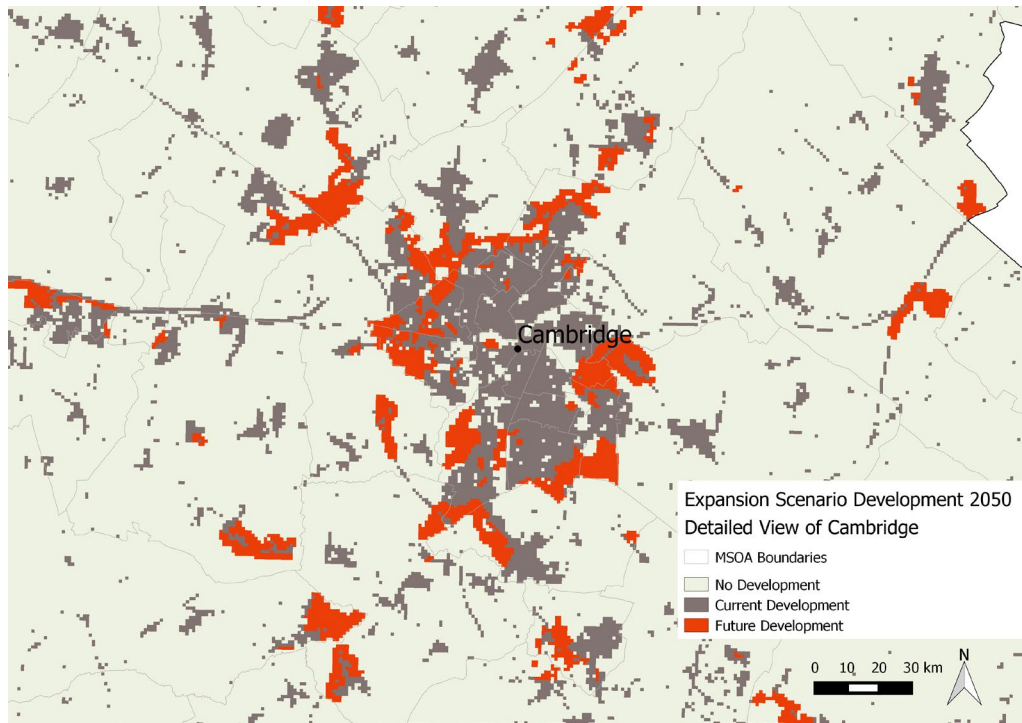 Cambridge
Expansion Scenario Development 2050
Detailed View of Cambridge
MSOA Boundaries
No Development
Current Development
Future Development
0 10 20 30 km
N